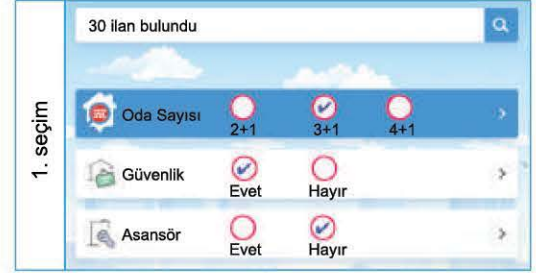 1. seçim
30 ilan bulundu
Oda Sayısı
2+1 3+1 4+1
Güvenlik
Evet Hayır
Asansör
Evet Hayır